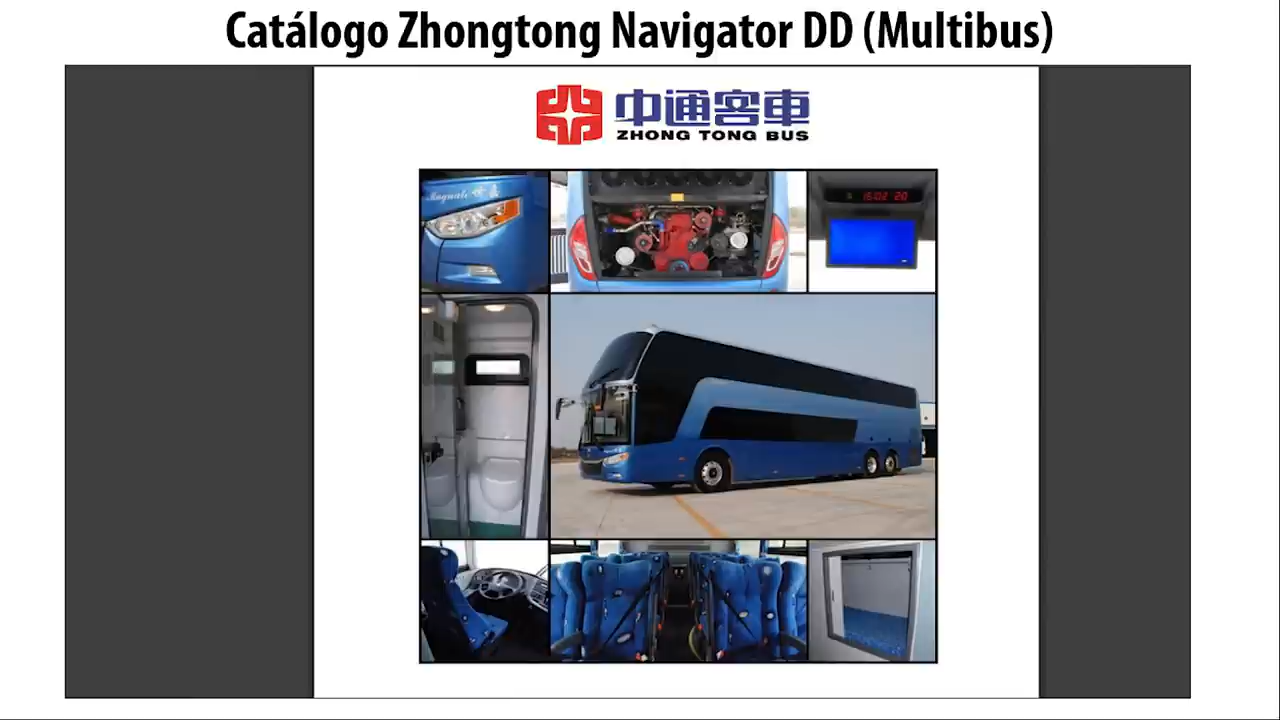 Catálogo Zhongtong Navigator DD (Multibus)
中通客車
ZHONG TONG BUS
16:02 20